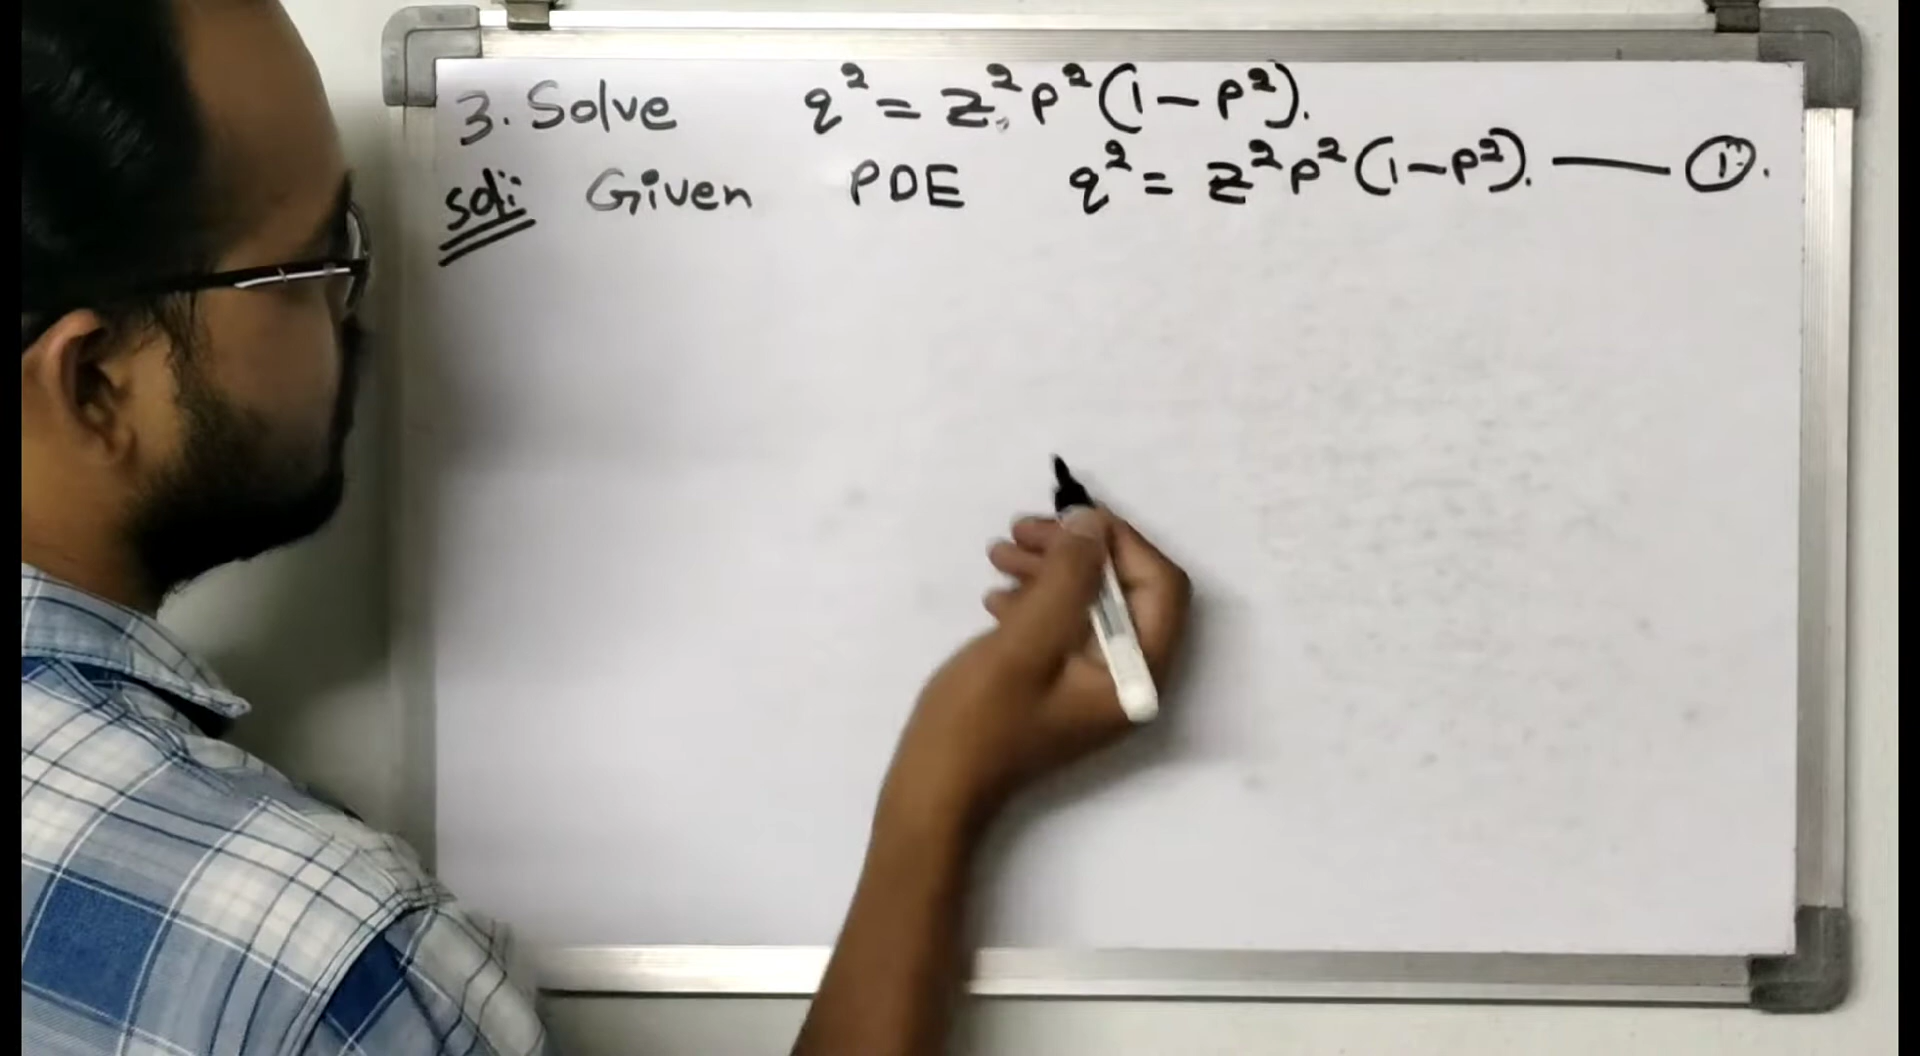 3. Solve q² = z²p²(1-p²).
Sol: Given PDE q² = z²p²(1-p²). — ①.